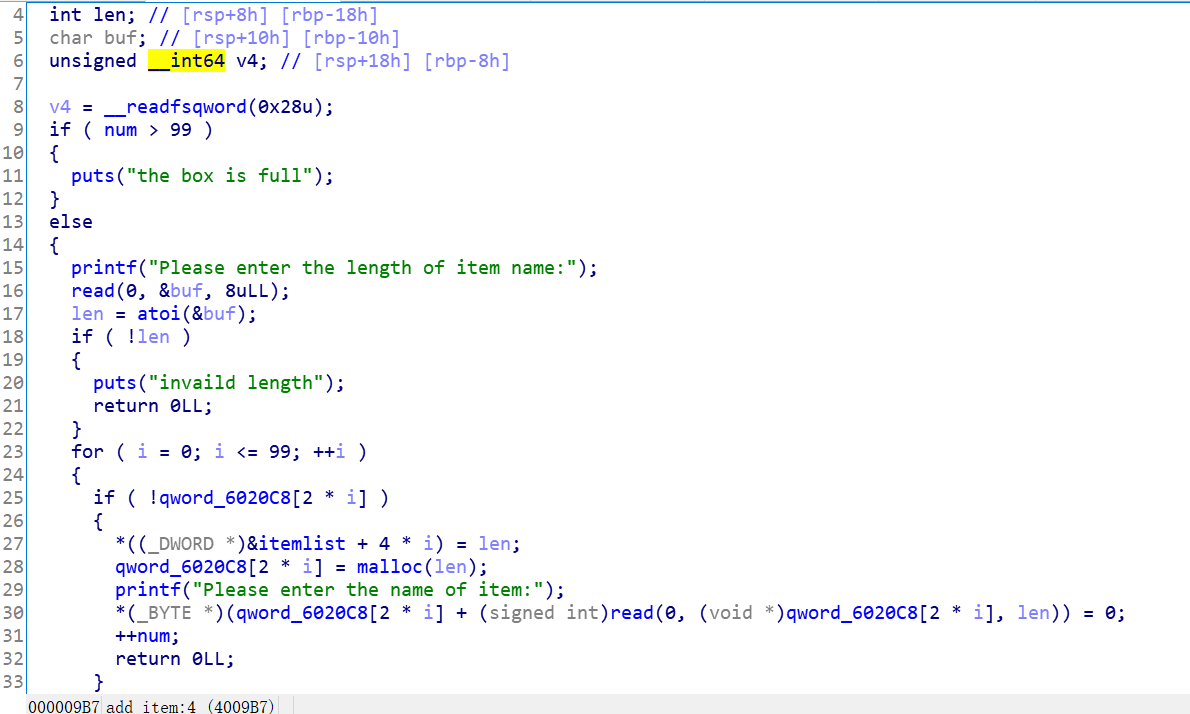 4 int len; // [rsp+8h] [rbp-18h]
5 char buf; // [rsp+10h] [rbp-10h]
6 unsigned __int64 v4; // [rsp+18h] [rbp-8h]
7
8 v4 = __readfsqword(0x28u);
9 if ( num > 99 )
10 {
11 puts("the box is full");
12 }
13 else
14 {
15 printf("Please enter the length of item name:");
16 read(0, &buf, 8uLL);
17 len = atoi(&buf);
18 if ( !len )
19 {
20 puts("invaild length");
21 return 0LL;
22 }
23 for ( i = 0; i <= 99; ++i )
24 {
25 if ( !qword_6020C8[2 * i] )
26 {
27 *((_DWORD *)&itemlist + 4 * i) = len;
28 qword_6020C8[2 * i] = malloc(len);
29 printf("Please enter the name of item:");
30 *(_BYTE *)(qword_6020C8[2 * i] + (signed int)read(0, (void *)qword_6020C8[2 * i], len)) = 0;
31 ++num;
32 return 0LL;
33 }
000009B7 add_item:4 (4009B7)